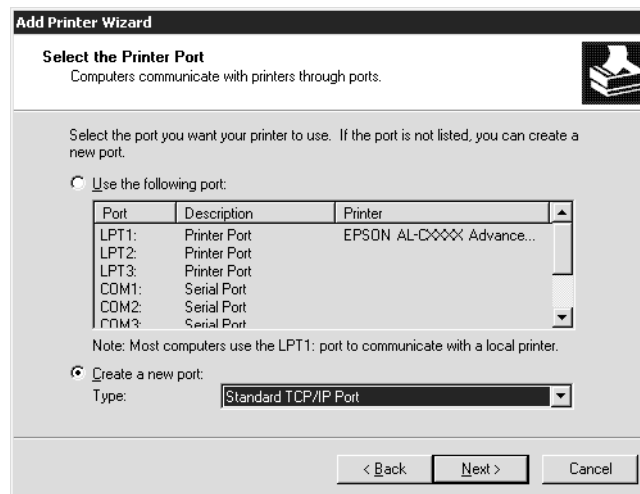 Add Printer Wizard
Select the Printer Port
Computers communicate with printers through ports.
Select the port you want your printer to use. If the port is not listed, you can create a
new port.
Use the following port:
Port Description Printer
LPT1: Printer Port EPSON AL-CXXXX Advance...
LPT2: Printer Port
LPT3: Printer Port
COM1: Serial Port
COM2: Serial Port
COM3: Serial Port
Note: Most computers use the LPT1: port to communicate with a local printer.
Create a new port:
Type: Standard TCP/IP Port
< Back Next > Cancel